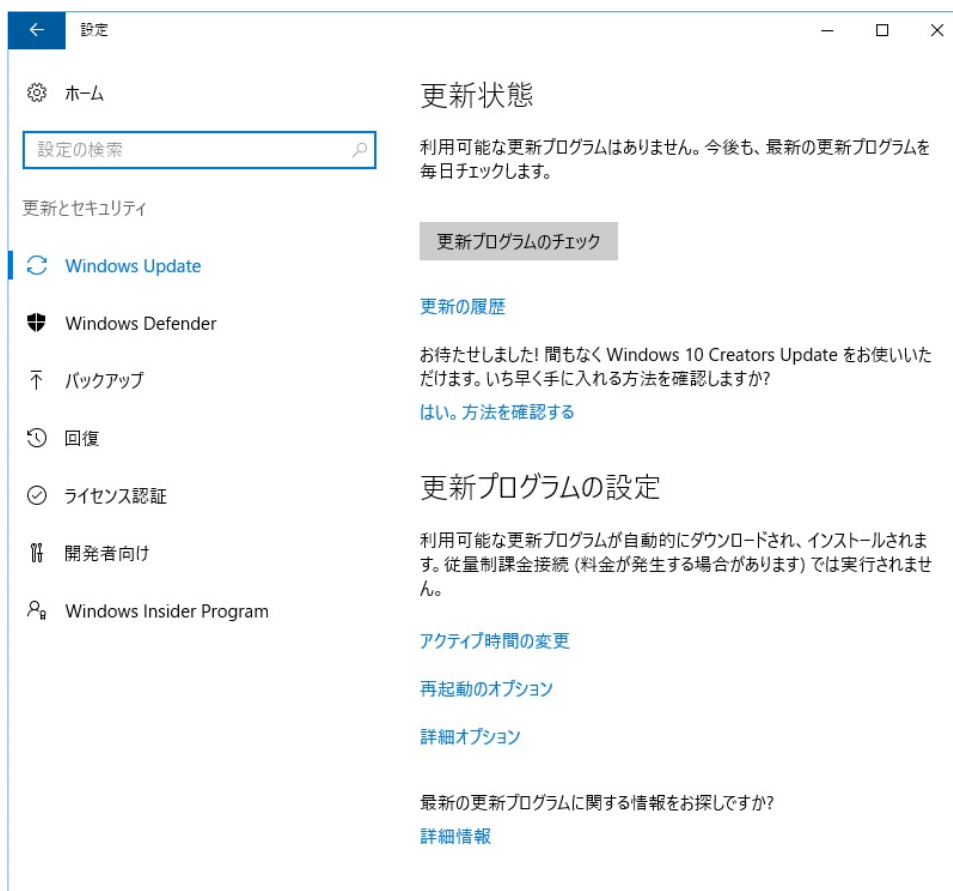 設定
ホーム
設定の検索
更新とセキュリティ
Windows Update
Windows Defender
バックアップ
回復
ライセンス認証
開発者向け
Windows Insider Program
更新状態
利用可能な更新プログラムはありません。今後も、最新の更新プログラムを
毎日チェックします。
更新プログラムのチェック
更新の履歴
お待たせしました! 間もなく Windows 10 Creators Update をお使いいた
だけます。いち早く手に入れる方法を確認しますか?
はい。方法を確認する
更新プログラムの設定
利用可能な更新プログラムが自動的にダウンロードされ、インストールされま
す。従量制課金接続 (料金が発生する場合があります) では実行されませ
ん。
アクティブ時間の変更
再起動のオプション
詳細オプション
最新の更新プログラムに関する情報をお探しですか?
詳細情報